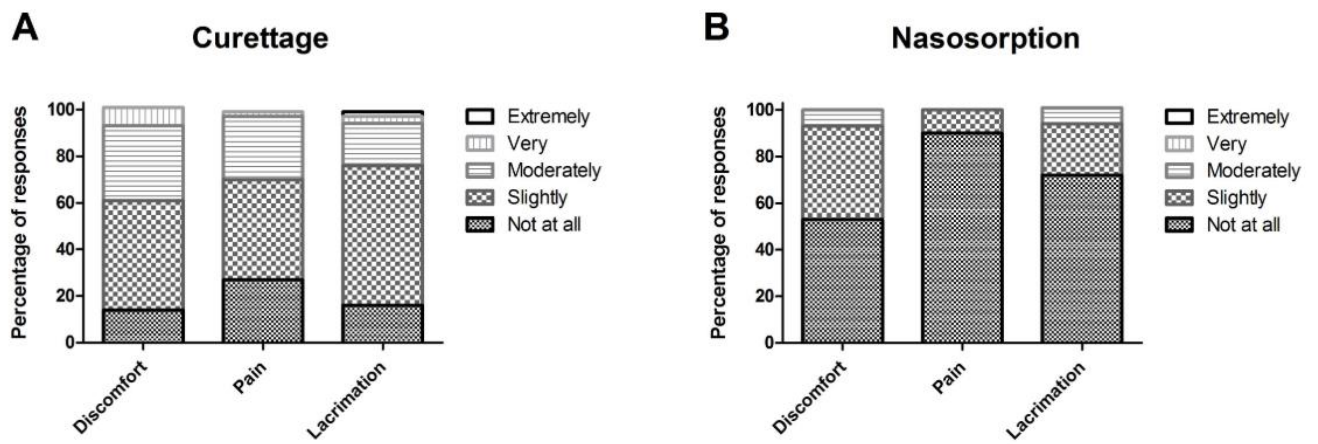 A
Curettage
Percentage of responses
100
80
60
40
20
0
Discomfort
Pain
Lacrimation
Extremely
Very
Moderately
Slightly
Not at all
B
Nasosorption
Percentage of responses
100
80
60
40
20
0
Discomfort
Pain
Lacrimation
Extremely
Very
Moderately
Slightly
Not at all